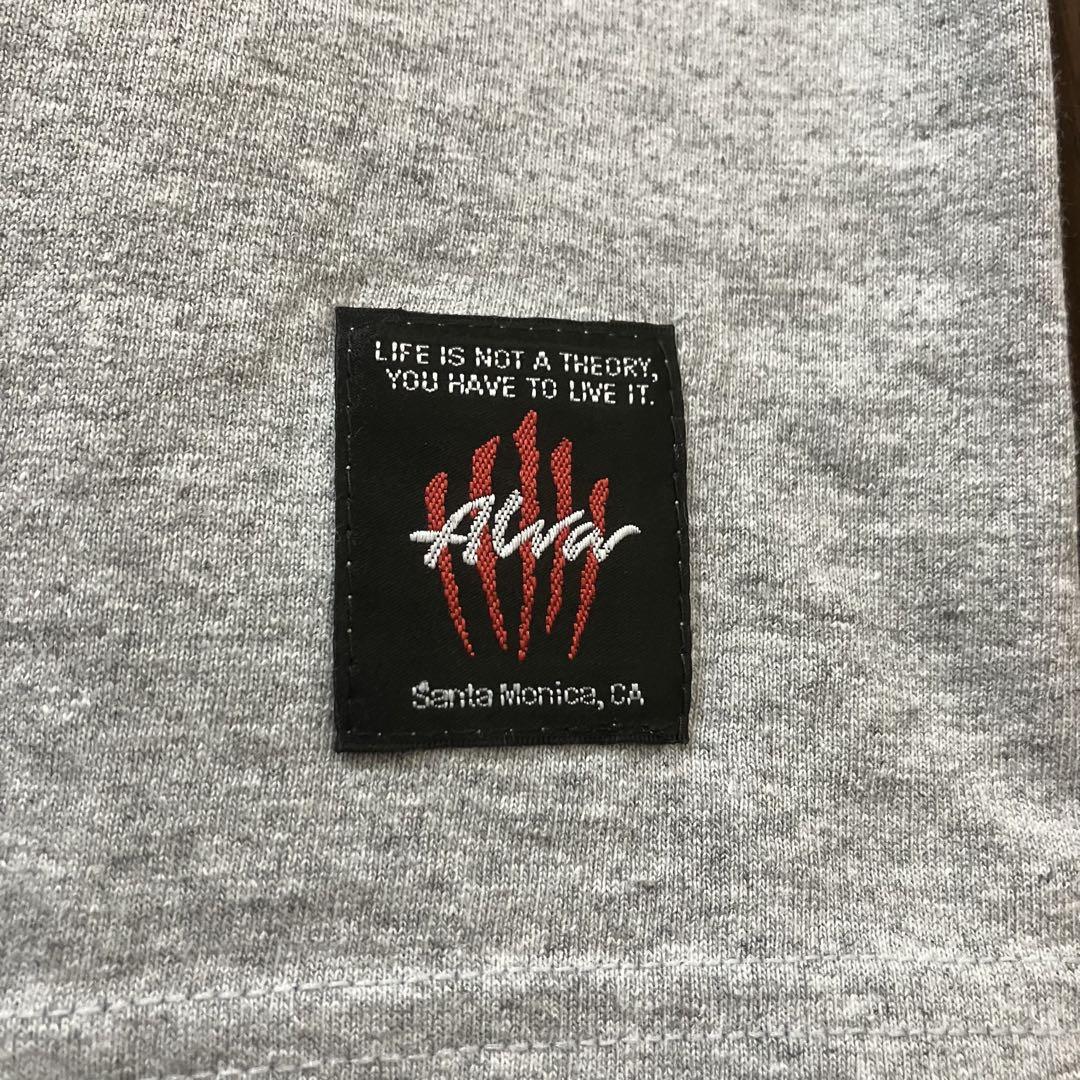 LIFE IS NOT A THEORY,
YOU HAVE TO LIVE IT.
Alva
Santa Monica, CA